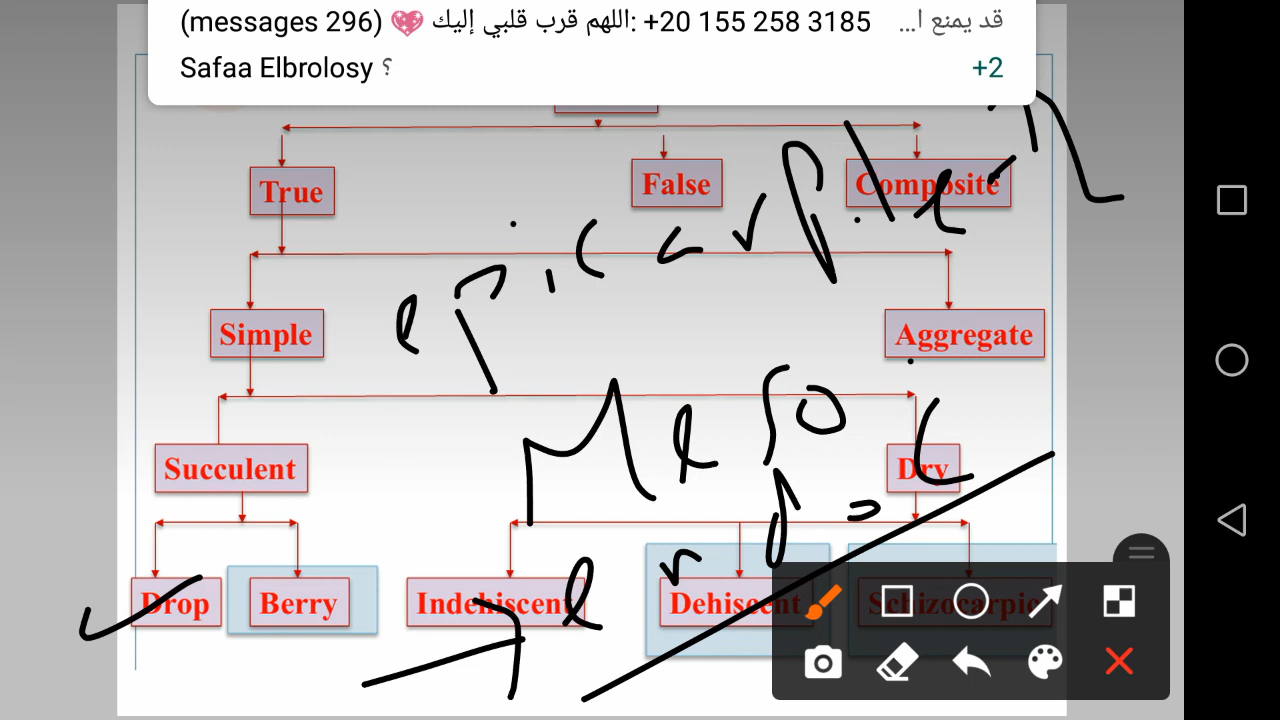 (messages 296) 💖 اللهم قرب قلبي إليك: +20 155 258 3185 قد يمنع ا...
Safaa Elbrolosy ؟ +2
True
False
Composite
Simple
Aggregate
epicarp
Succulent
Dry
Meso
Drop
Berry
Indehiscent
Dehiscent
Schizocarpic